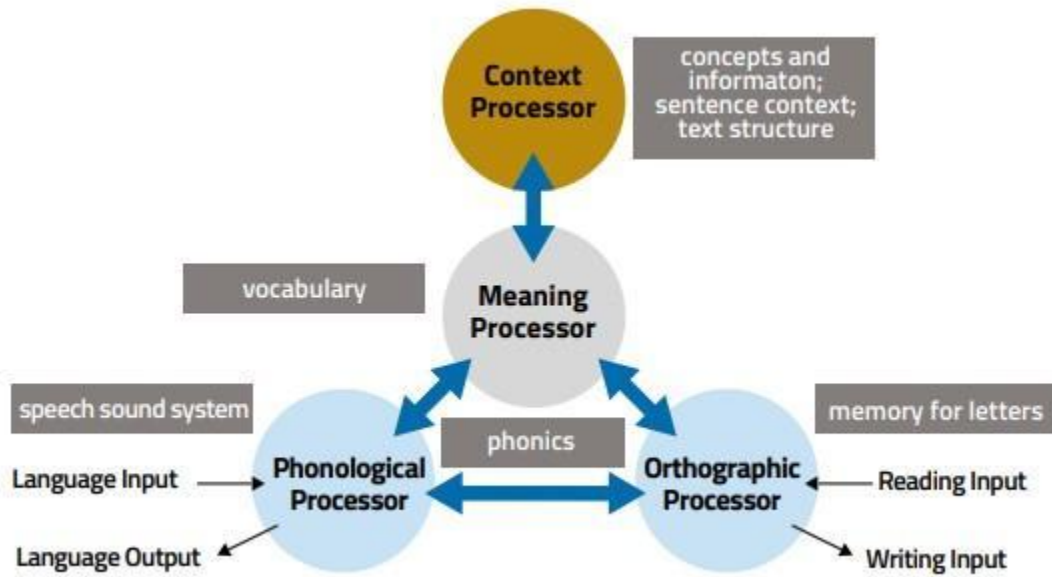 Context
Processor
concepts and
informaton;
sentence context;
text structure
vocabulary
Meaning
Processor
speech sound system
phonics
memory for letters
Phonological
Processor
Orthographic
Processor
Language Input
Language Output
Reading Input
Writing Input